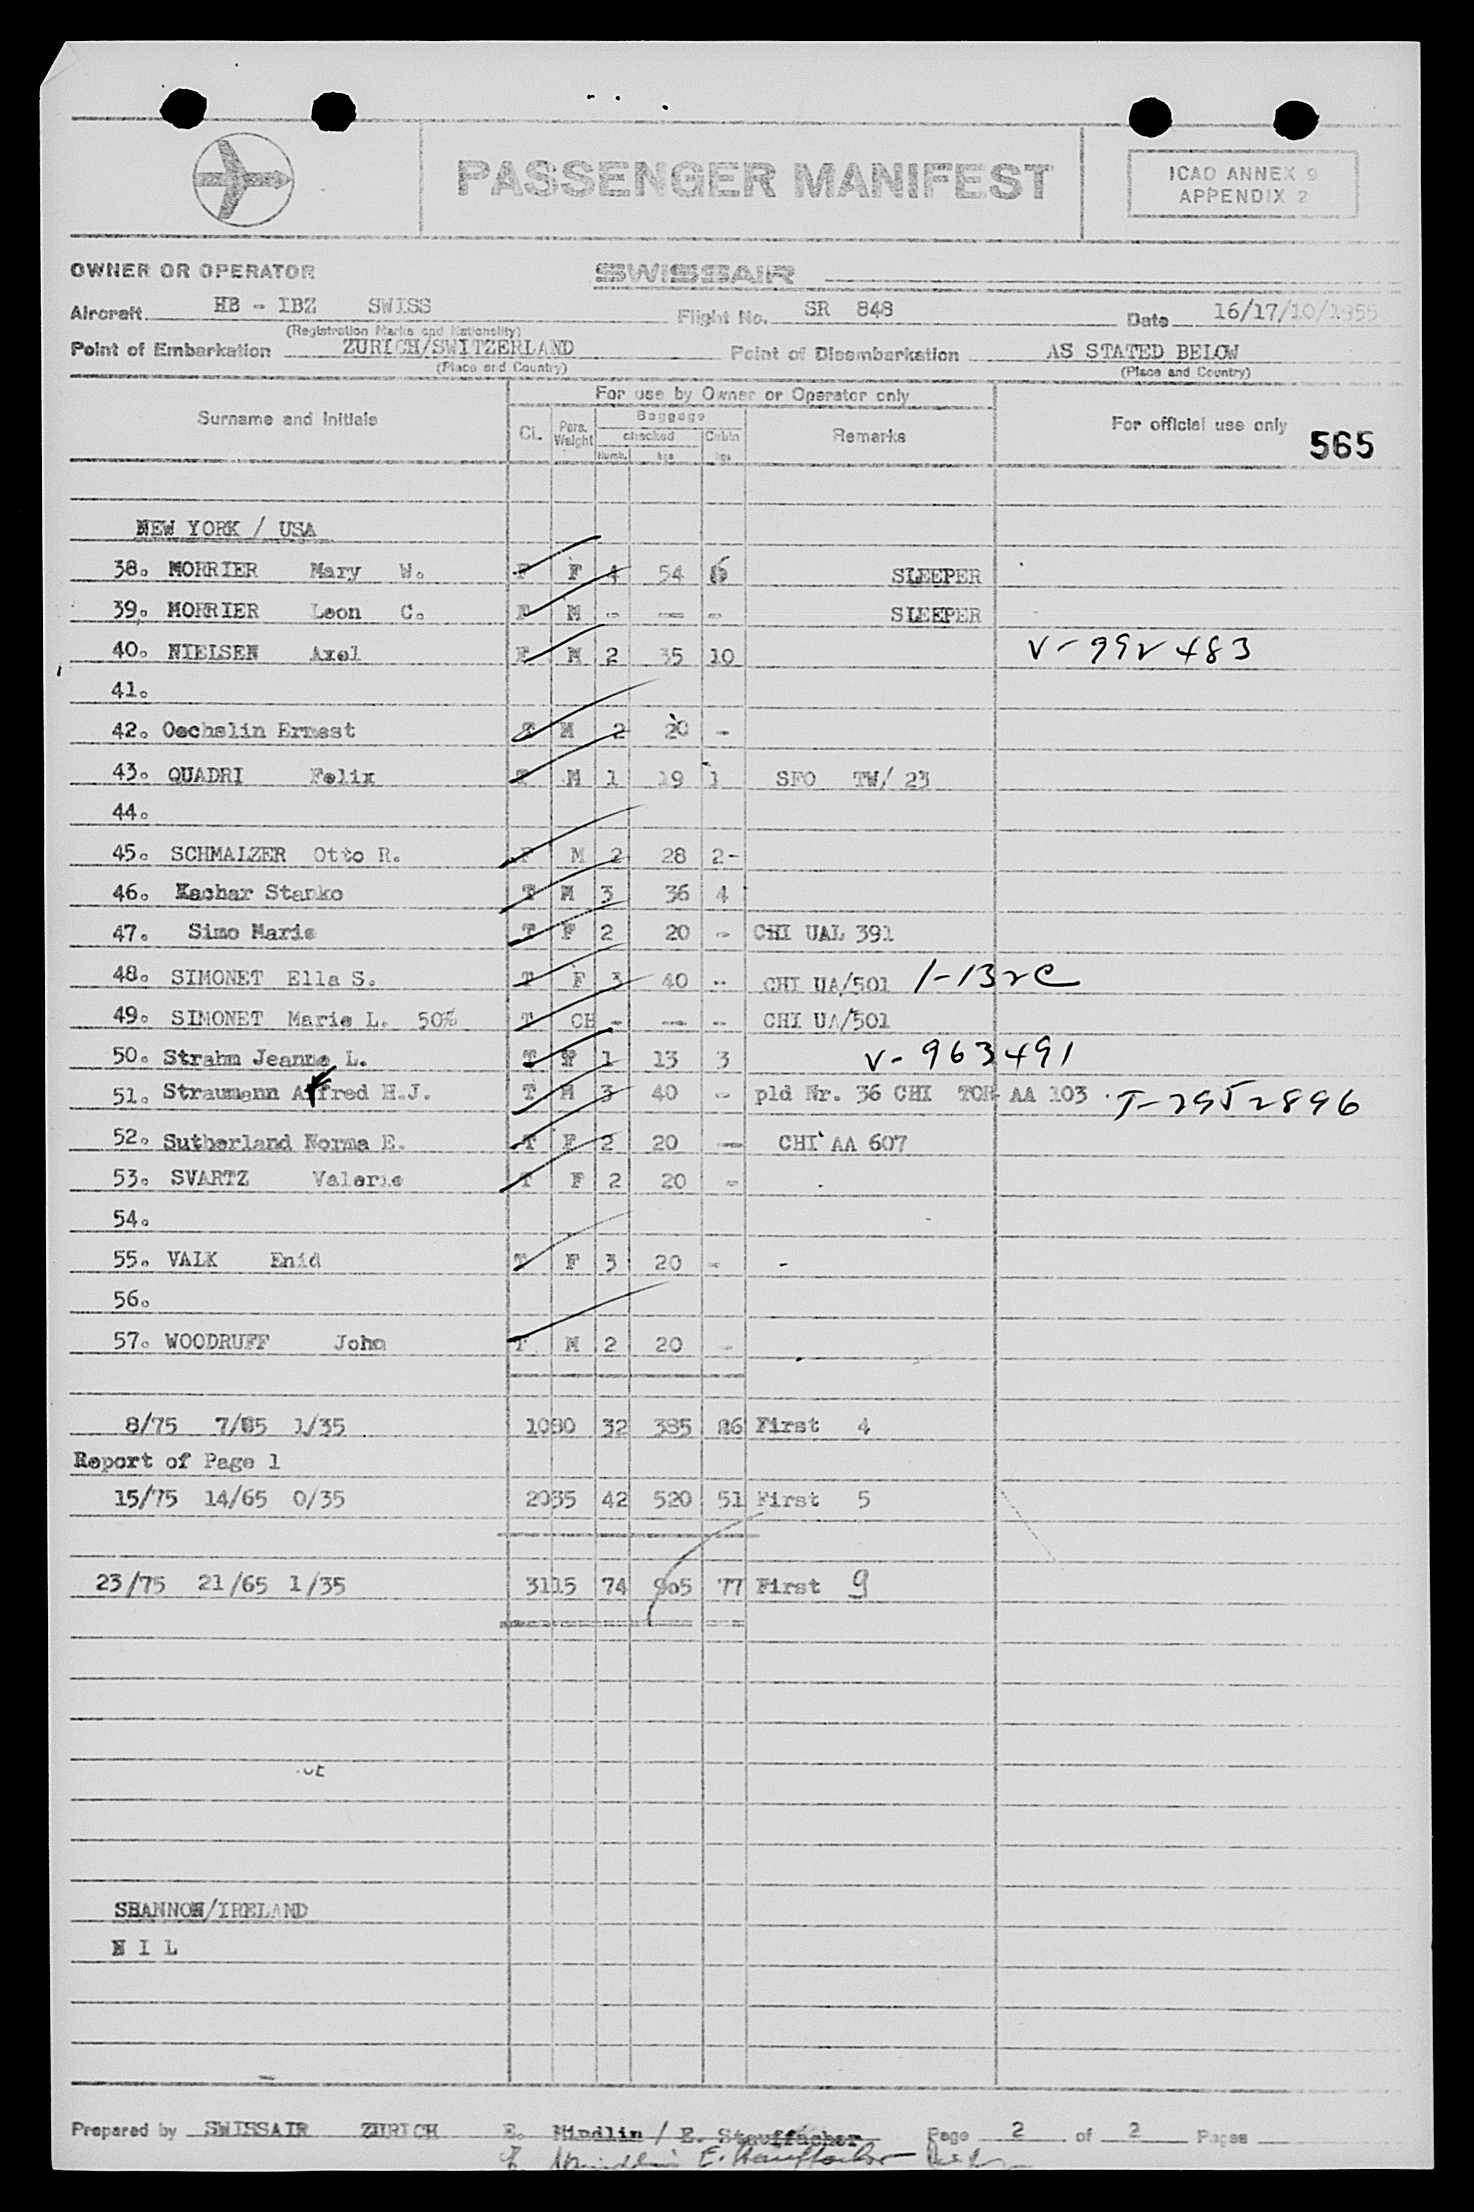 PASSENGER MANIFEST
ICAO ANNEX 9
APPENDIX 2
OWNER OR OPERATOR SWISSAIR
Aircraft HB - IBZ SWISS Flight No. SR 848 Date 16/17/10/1955
(Registration Marks and Nationality)
Point of Embarkation ZURICH/SWITZERLAND Point of Disembarkation AS STATED BELOW
(Place and Country) (Place and Country)
Surname and Initials For use by Owner or Operator only For official use only
Cl. Pers. Weight Baggage Remarks
checked Cabin
Numb. kgs kgs
565
NEW YORK / USA
38. MORRIER Mary W. F F 4 54 6 SLEEPER
39. MORRIER Leon C. F M - -- - SLEEPER
40. NIELSEN Axel F M 2 35 10 V-992483
41.
42. Oechslin Ernest T M 2 20 -
43. QUADRI Felix T M 1 19 1 SFO TW/ 23
44.
45. SCHMALZER Otto R. F M 2 28 2-
46. Kachar Stanko T M 3 36 4
47. Simo Marie T F 2 20 - CHI UAL 391
48. SIMONET Ella S. T F 3 40 -- CHI UA/501 1-132c
49. SIMONET Marie L. 50% T CH - -- -- CHI UA/501
50. Strahm Jeanne L. T F 1 13 3 V-963491
51. Straumann Alfred H.J. T M 3 40 - pld Nr. 36 CHI TOR AA 103 T-2952896
52. Sutherland Norma E. T F 2 20 -- CHI AA 607
53. SVARTZ Valerie T F 2 20 -
54.
55. VALK Enid T F 3 20 - -
56.
57. WOODRUFF John T M 2 20 -
8/75 7/65 1/35 1080 32 385 26 First 4
Report of Page 1
15/75 14/65 0/35 2035 42 520 51 First 5
23/75 21/65 1/35 3115 74 905 77 First 9
SHANNON/IRELAND
N I L
Prepared by SWISSAIR ZURICH E. Mindlin / E. Stauffacher Page 2 of 2 Pages
E. Mindlin E. Stauffacher